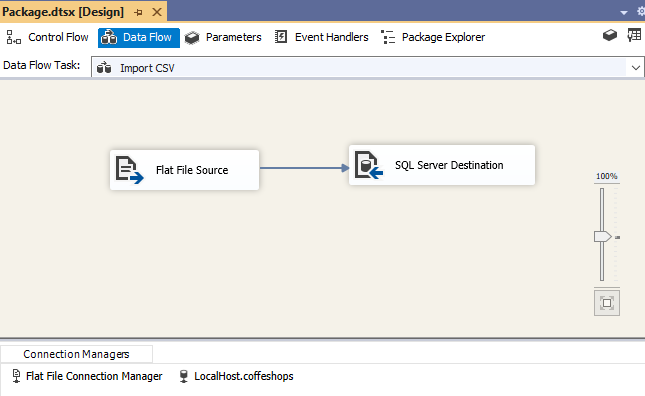 Package.dtsx [Design]
Control Flow Data Flow Parameters Event Handlers Package Explorer
Data Flow Task: Import CSV
Flat File Source
SQL Server Destination
100%
Connection Managers
Flat File Connection Manager LocalHost.coffeshops